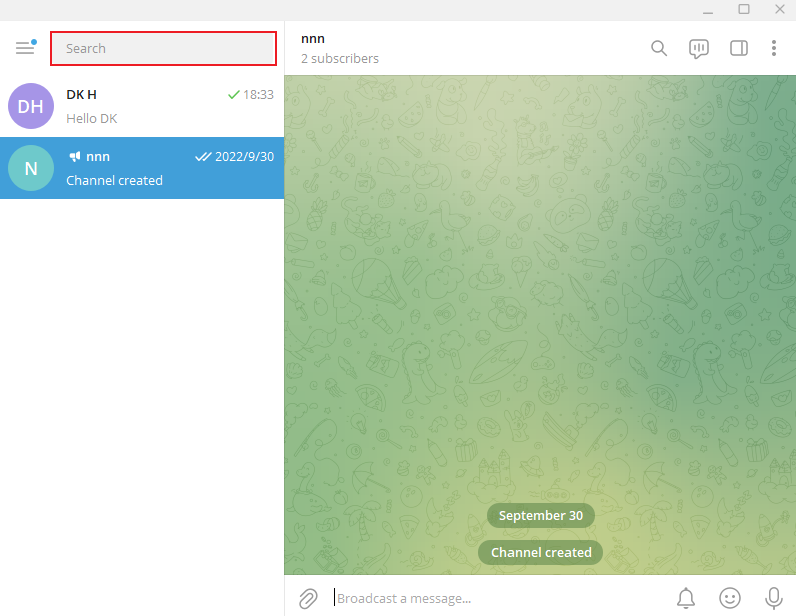 Search
DH
DK H
18:33
Hello DK
N
nnn
2022/9/30
Channel created
nnn
2 subscribers
September 30
Channel created
Broadcast a message...